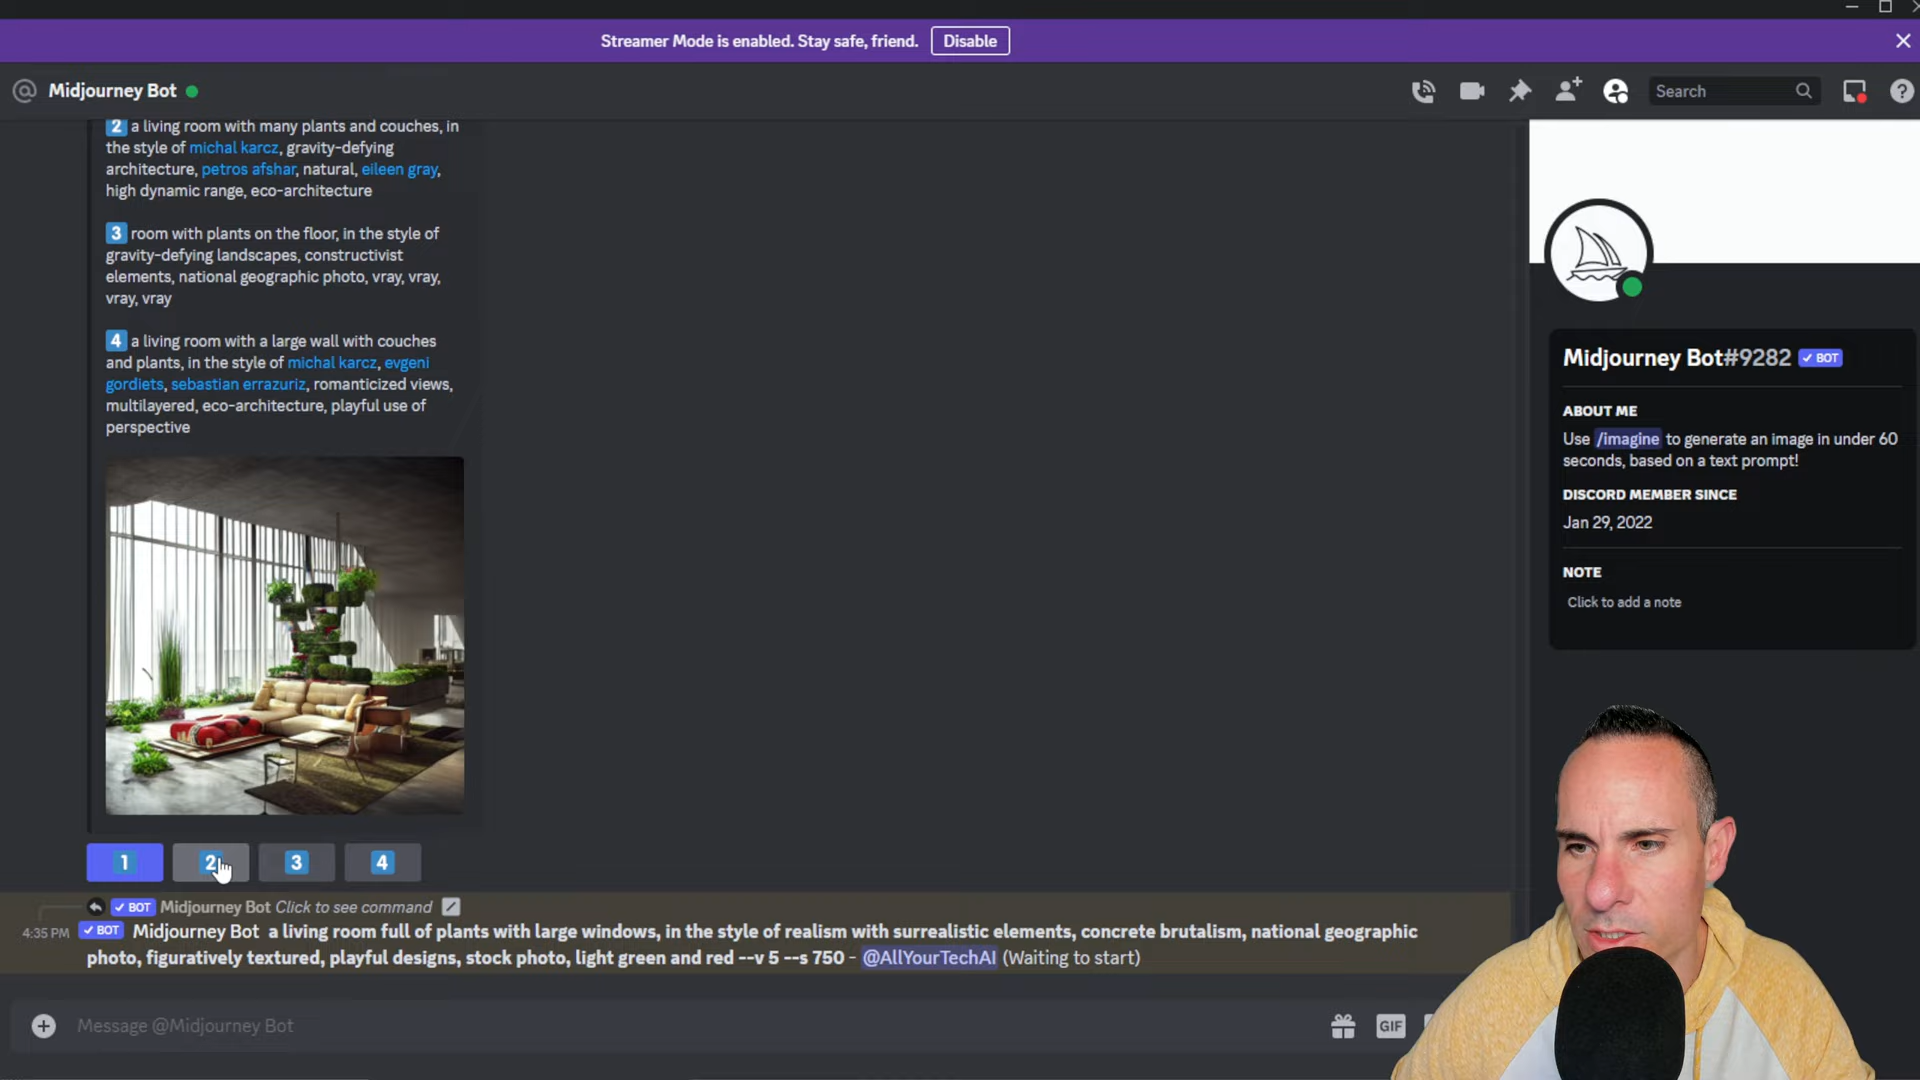 Streamer Mode is enabled. Stay safe, friend. Disable
Midjourney Bot
Search
2 a living room with many plants and couches, in
the style of michal karcz, gravity-defying
architecture, petros afshar, natural, eileen gray,
high dynamic range, eco-architecture
3 room with plants on the floor, in the style of
gravity-defying landscapes, constructivist
elements, national geographic photo, vray, vray,
vray, vray
4 a living room with a large wall with couches
and plants, in the style of michal karcz, evgeni
gordiets, sebastian errazuriz, romanticized views,
multilayered, eco-architecture, playful use of
perspective
1 2 3 4
BOT Midjourney Bot Click to see command
4:35 PM BOT Midjourney Bot a living room full of plants with large windows, in the style of realism with surrealistic elements, concrete brutalism, national geographic
photo, figuratively textured, playful designs, stock photo, light green and red --v 5 --s 750 - @AllYourTechAI (Waiting to start)
Message @Midjourney Bot
GIF
Midjourney Bot#9282 BOT
ABOUT ME
Use /imagine to generate an image in under 60
seconds, based on a text prompt!
DISCORD MEMBER SINCE
Jan 29, 2022
NOTE
Click to add a note